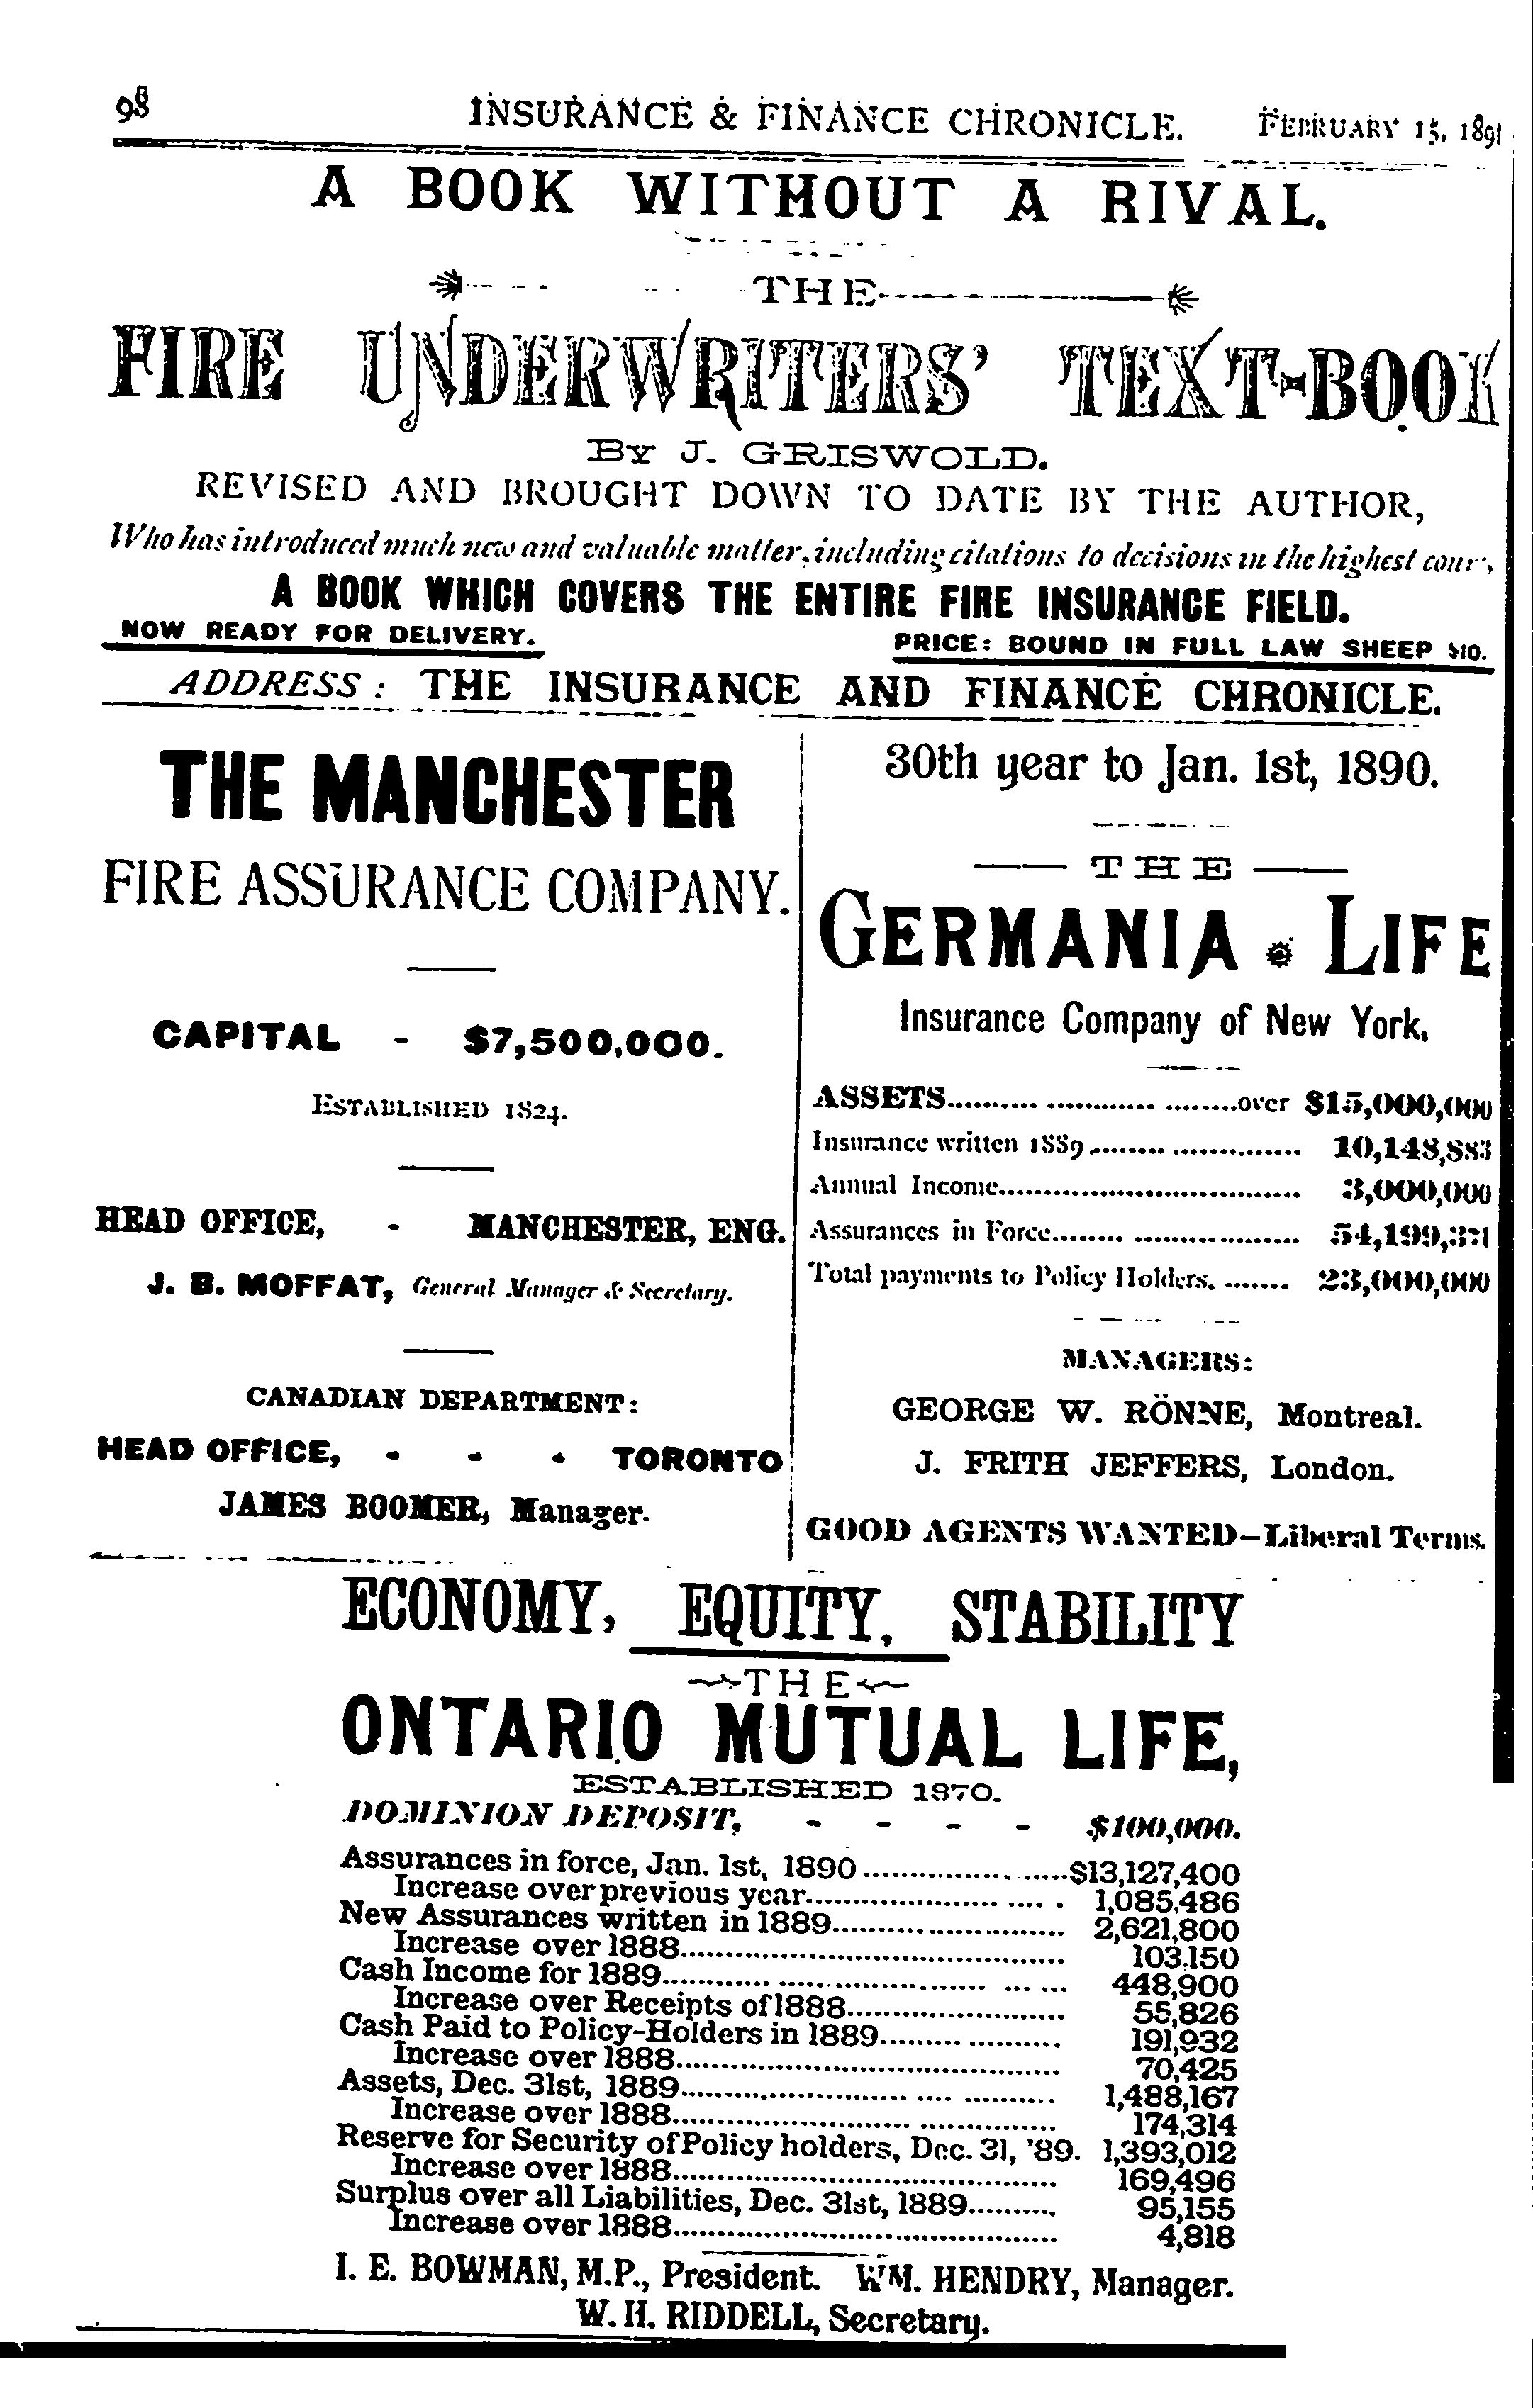 98 INSURANCE & FINANCE CHRONICLE. FEBRUARY 15, 1891
A BOOK WITHOUT A RIVAL.
THE
FIRE UNDERWRITERS' TEXT-BOOK
BY J. GRISWOLD.
REVISED AND BROUGHT DOWN TO DATE BY THE AUTHOR,
Who has introduced much new and valuable matter, including citations to decisions in the highest
A BOOK WHICH COVERS THE ENTIRE FIRE INSURANCE FIELD.
NOW READY FOR DELIVERY. PRICE: BOUND IN FULL LAW SHEEP $10.
ADDRESS: THE INSURANCE AND FINANCE CHRONICLE.
THE MANCHESTER
FIRE ASSURANCE COMPANY.
CAPITAL - $7,500,000.
ESTABLISHED 1824.
HEAD OFFICE, - MANCHESTER, ENG.
J. B. MOFFAT, General Manager & Secretary.
CANADIAN DEPARTMENT:
HEAD OFFICE, - - - TORONTO
JAMES BOOMER, Manager.
30th year to Jan. 1st, 1890.
THE
GERMANIA LIFE
Insurance Company of New York.
ASSETS.......... ............ ........over $15,000,000
Insurance written 1889......... .............. 10,148,883
Annual Income.................................. 3,000,000
Assurances in Force........ ................... 54,199,371
Total payments to Policy Holders. ....... 23,000,000
MANAGERS:
GEORGE W. RÖNNE, Montreal.
J. FRITH JEFFERS, London.
GOOD AGENTS WANTED—Liberal Terms.
ECONOMY, EQUITY, STABILITY
THE
ONTARIO MUTUAL LIFE,
ESTABLISHED 1870.
DOMINION DEPOSIT, - - - - $100,000.
Assurances in force, Jan. 1st, 1890.......................$13,127,400
Increase over previous year...................... .... . 1,085,486
New Assurances written in 1889........................... 2,621,800
Increase over 1888............................................ 103,150
Cash Income for 1889............ ........................ ... ... 448,900
Increase over Receipts of 1888......................... 55,826
Cash Paid to Policy-Holders in 1889......... .......... 191,932
Increase over 1888............................................ 70,425
Assets, Dec. 31st, 1889.......................... .... .......... 1,488,167
Increase over 1888........................... ............... 174,314
Reserve for Security of Policy holders, Dec. 31, '89. 1,393,012
Increase over 1888............................................ 169,496
Surplus over all Liabilities, Dec. 31st, 1889.......... 95,155
Increase over 1888............................................ 4,818
I. E. BOWMAN, M.P., President. WM. HENDRY, Manager.
W. H. RIDDELL, Secretary.